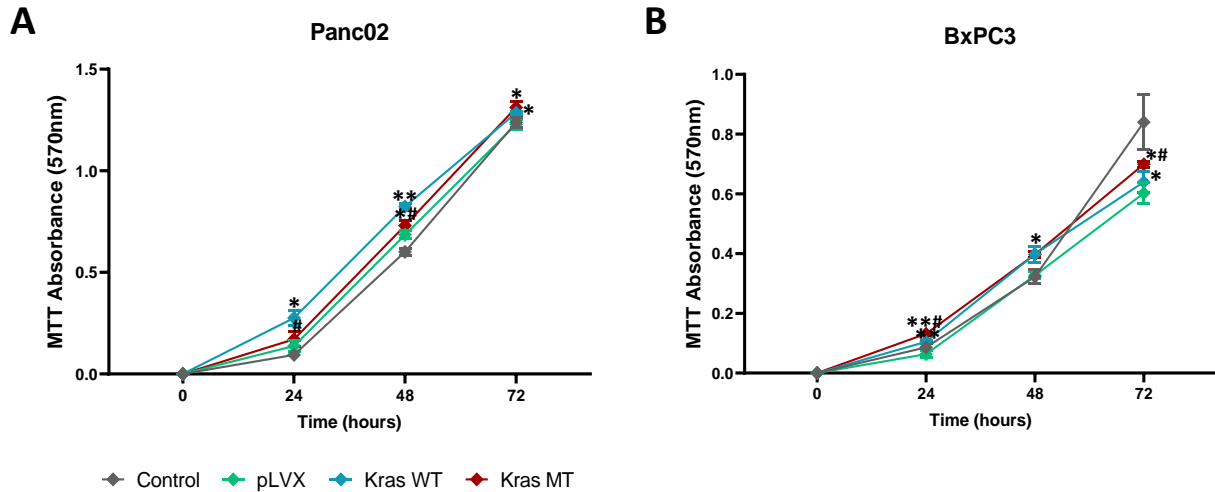 A
Panc02
MTT Absorbance (570nm)
1.5
1.0
0.5
0.0
0 24 48 72
Time (hours)
*
#
**
*#
*
*
B
BxPC3
MTT Absorbance (570nm)
1.0
0.8
0.6
0.4
0.2
0.0
0 24 48 72
Time (hours)
**#
**
*
*#
*
Control pLVX Kras WT Kras MT